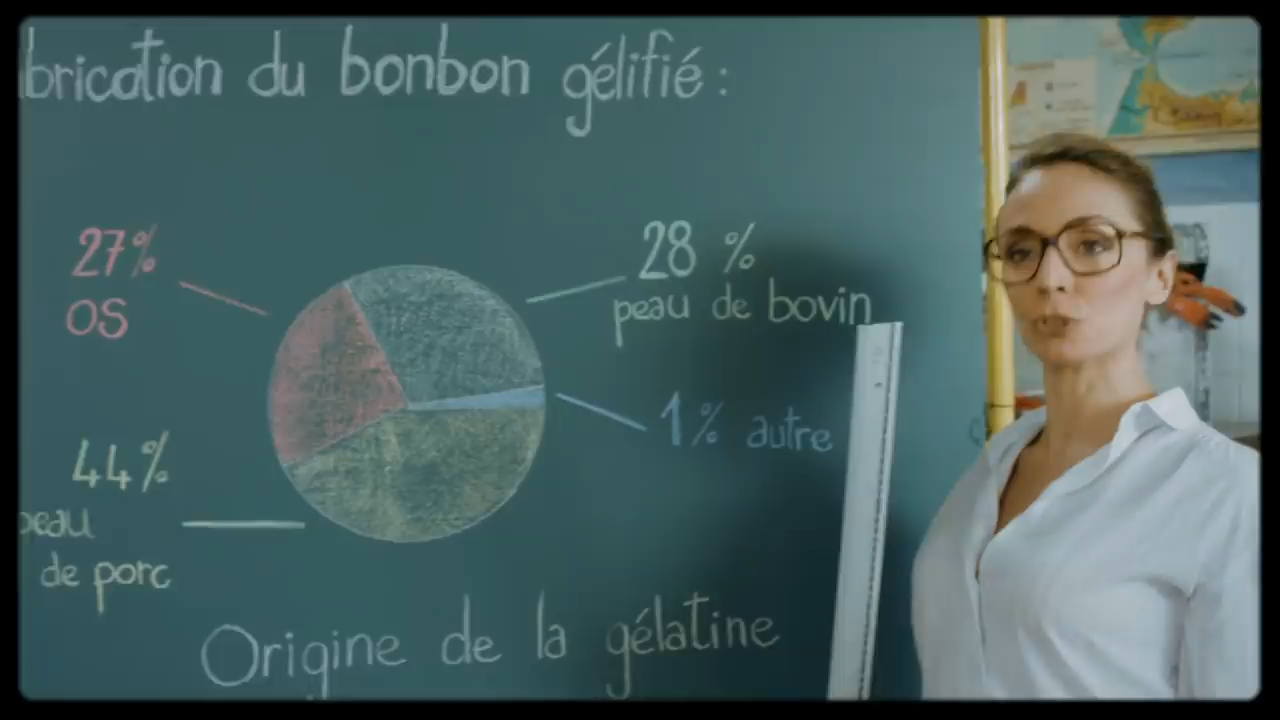 brication du bonbon gélifié :
27%
os
28 %
peau de bovin
1% autre
44%
peau
de porc
Origine de la gélatine